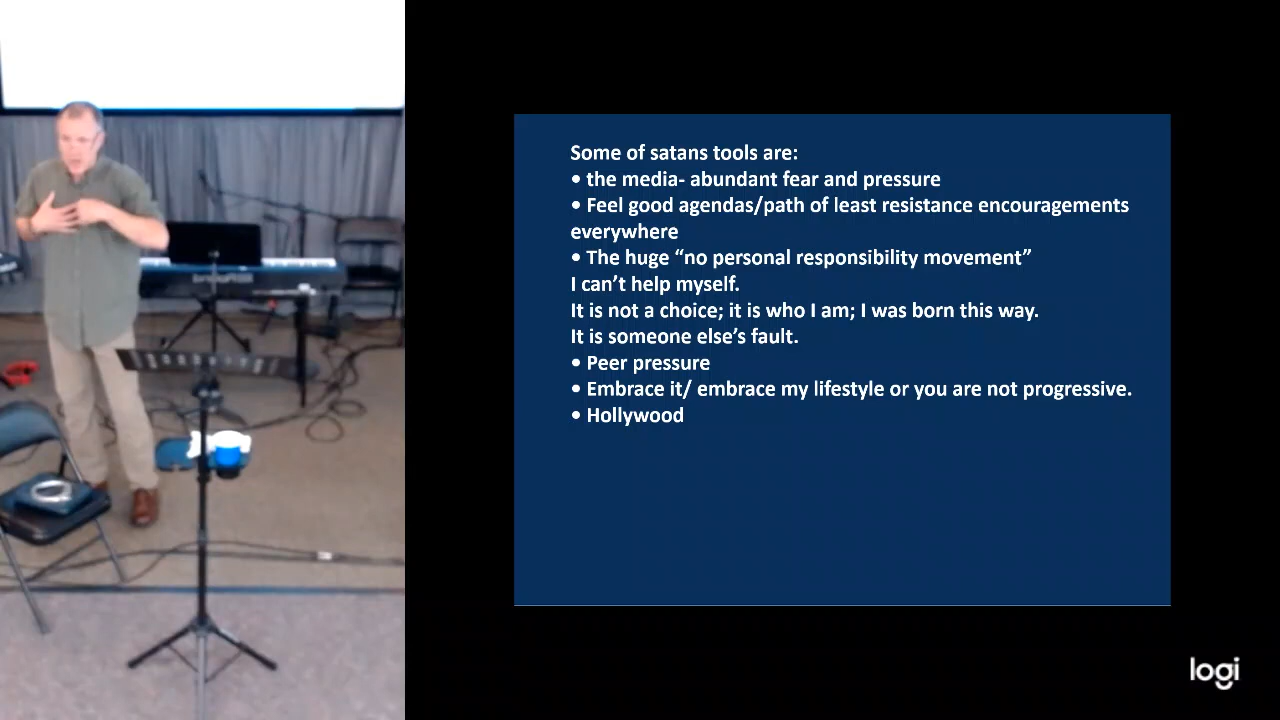 Some of satans tools are:
• the media- abundant fear and pressure
• Feel good agendas/path of least resistance encouragements
everywhere
• The huge “no personal responsibility movement”
I can’t help myself.
It is not a choice; it is who I am; I was born this way.
It is someone else’s fault.
• Peer pressure
• Embrace it/ embrace my lifestyle or you are not progressive.
• Hollywood
logi